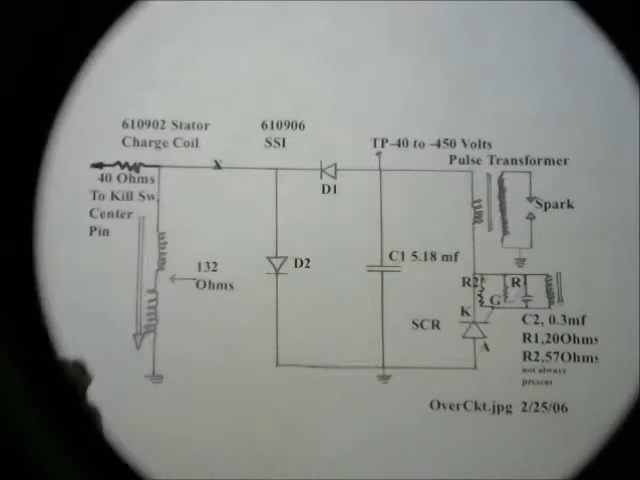 610902 Stator
Charge Coil
610906
SSI
TP-40 to -450 Volts
Pulse Transformer
X
D1
40 Ohms
To Kill Sw
Center
Pin
Spark
132
Ohms
D2
C1 5.18 mf
R2
R
G
K
SCR
A
C2, 0.3mf
R1,20Ohms
R2,57Ohms
not always
present
OverCkt.jpg 2/25/06